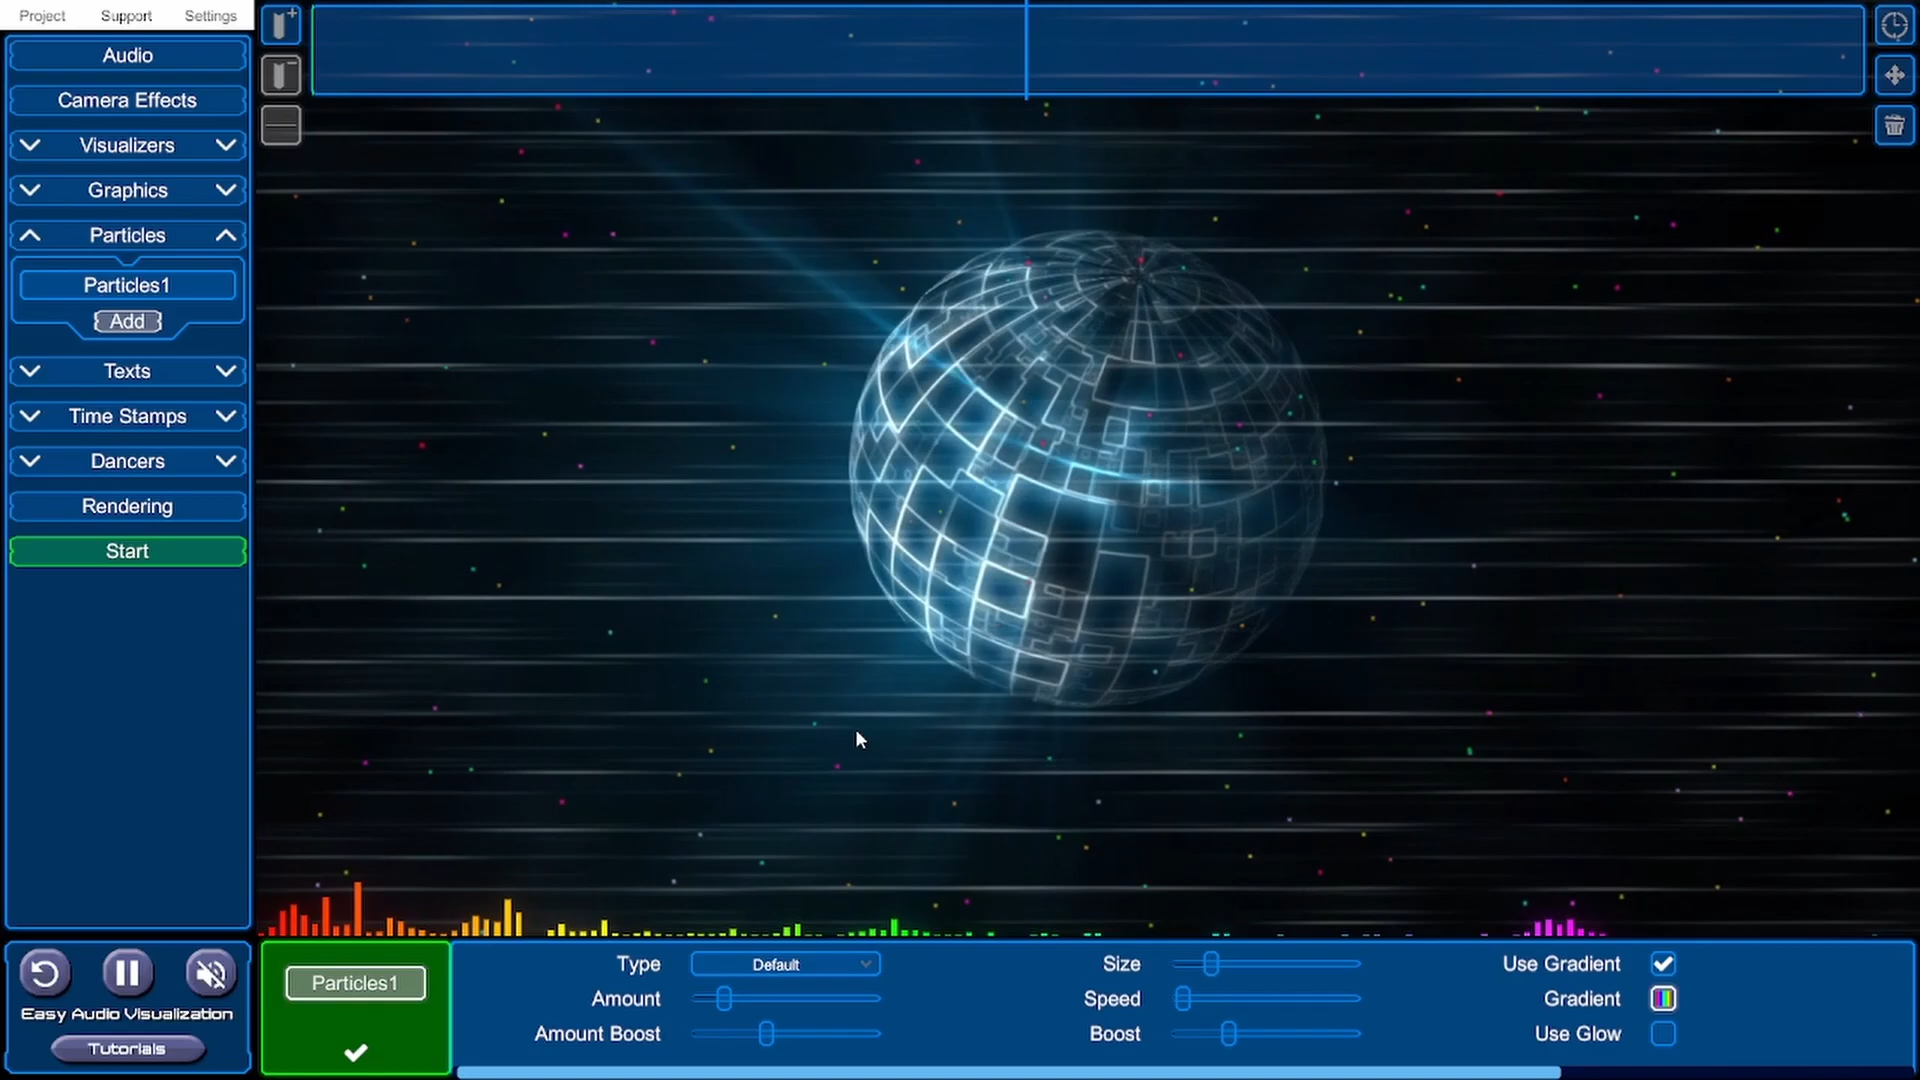 Project Support Settings
Audio
Camera Effects
Visualizers
Graphics
Particles
Particles1
Add
Texts
Time Stamps
Dancers
Rendering
Start
Easy Audio Visualization
Tutorials
Particles1
Type Default
Amount
Amount Boost
Size
Speed
Boost
Use Gradient
Gradient
Use Glow